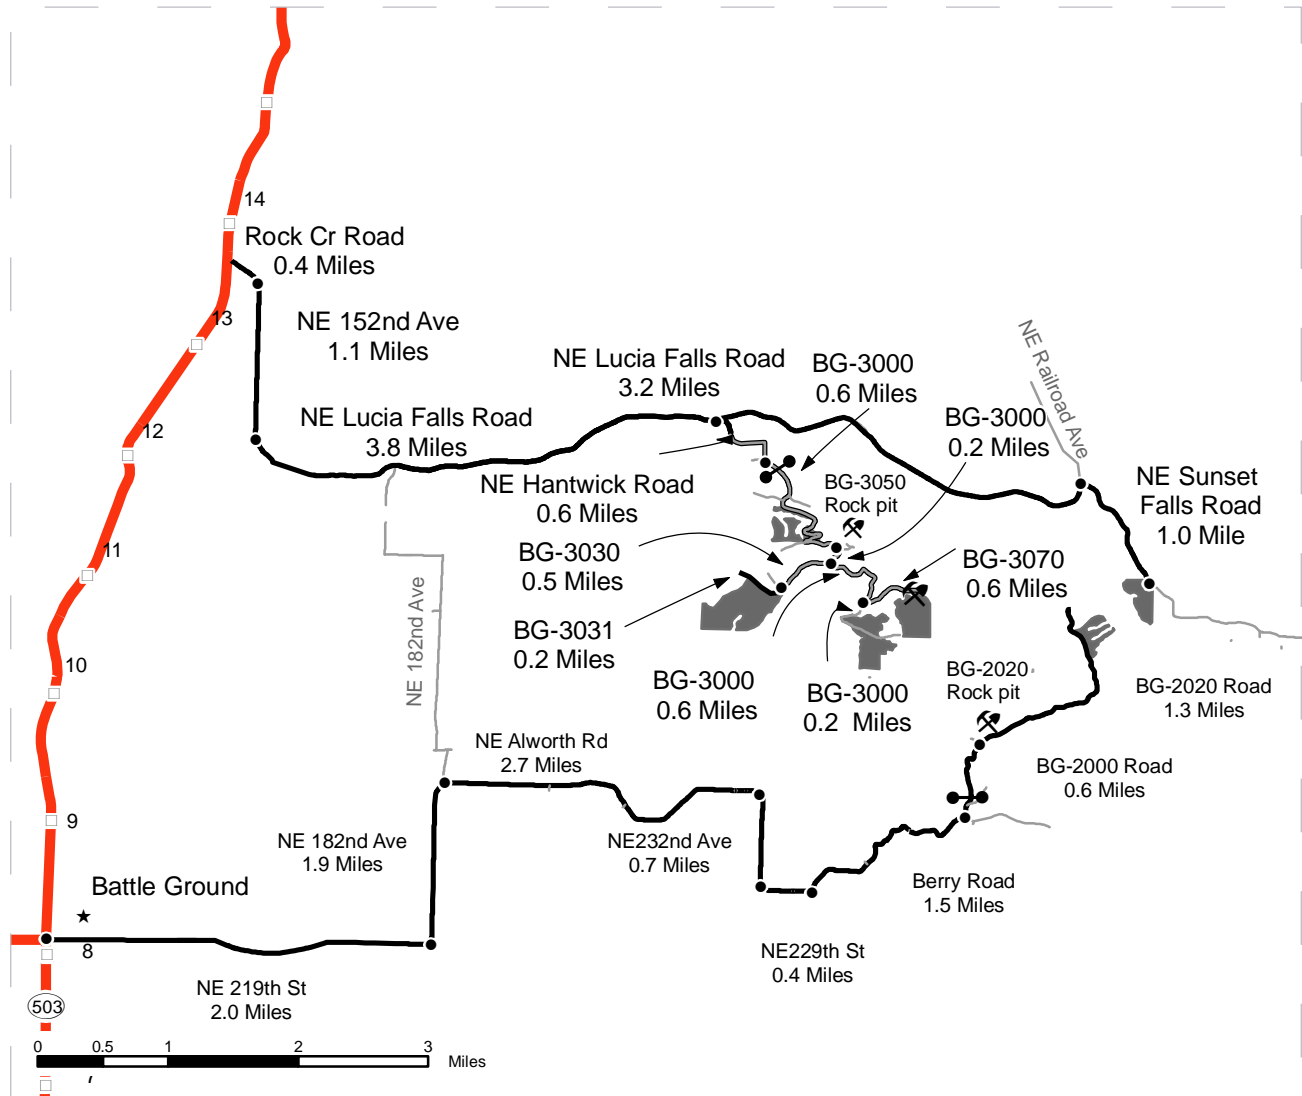 14
Rock Cr Road
0.4 Miles
13
NE 152nd Ave
1.1 Miles
NE Railroad Ave
NE Lucia Falls Road
3.2 Miles
BG-3000
0.6 Miles
12
NE Lucia Falls Road
3.8 Miles
BG-3000
0.2 Miles
NE Hantwick Road
0.6 Miles
BG-3050
Rock pit
NE Sunset
Falls Road
1.0 Mile
11
BG-3030
0.5 Miles
BG-3070
0.6 Miles
NE 182nd Ave
BG-3031
0.2 Miles
10
BG-3000
0.6 Miles
BG-3000
0.2 Miles
BG-2020
Rock pit
BG-2020 Road
1.3 Miles
NE Alworth Rd
2.7 Miles
BG-2000 Road
0.6 Miles
9
NE 182nd Ave
1.9 Miles
NE232nd Ave
0.7 Miles
Battle Ground
Berry Road
1.5 Miles
8
NE229th St
0.4 Miles
NE 219th St
2.0 Miles
503
0 0.5 1 2 3
Miles